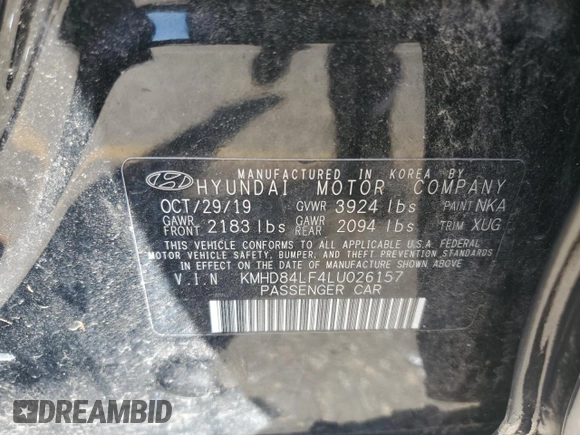 MANUFACTURED IN KOREA BY
HYUNDAI MOTOR COMPANY
OCT/29/19 GVWR 3924 lbs PAINT NKA
GAWR FRONT 2183 lbs GAWR REAR 2094 lbs TRIM XUG
THIS VEHICLE CONFORMS TO ALL APPLICABLE U.S.A. FEDERAL
MOTOR VEHICLE SAFETY, BUMPER, AND THEFT PREVENTION STANDARDS
IN EFFECT ON THE DATE OF MANUFACTURE SHOWN ABOVE
V.I.N KMHD84LF4LU026157
PASSENGER CAR
DREAMBID